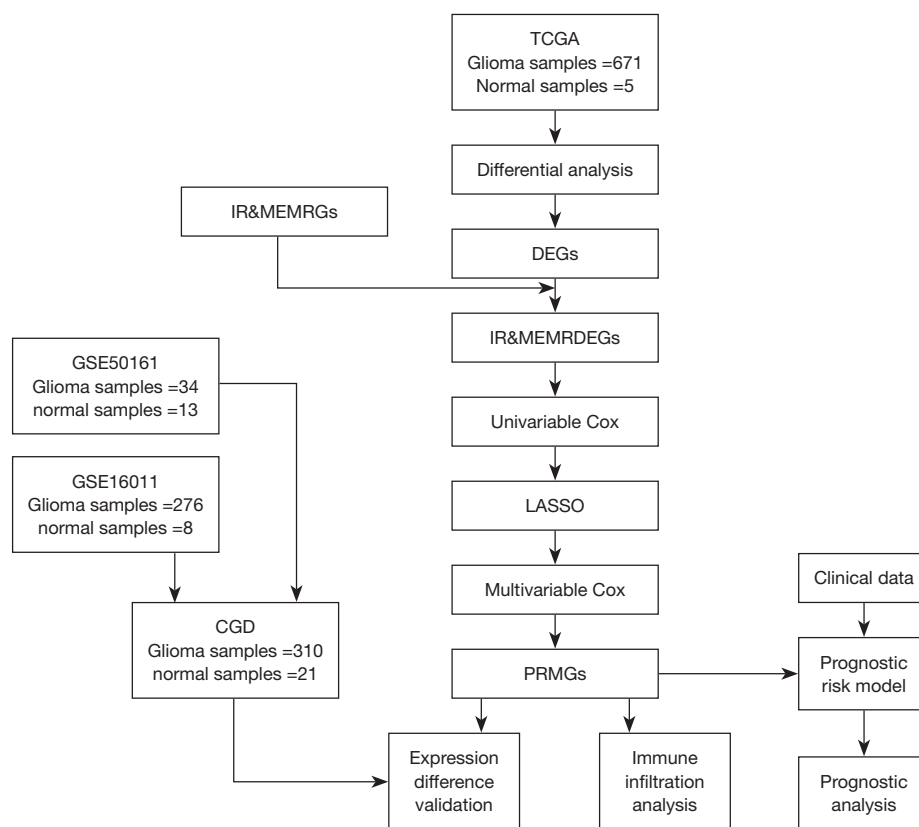 TCGA
Glioma samples =671
Normal samples =5
Differential analysis
IR&MEMRGs
DEGs
IR&MEMRDEGs
GSE50161
Glioma samples =34
normal samples =13
Univariable Cox
GSE16011
Glioma samples =276
normal samples =8
LASSO
Multivariable Cox
Clinical data
CGD
Glioma samples =310
normal samples =21
PRMGs
Prognostic
risk model
Expression
difference
validation
Immune
infiltration
analysis
Prognostic
analysis